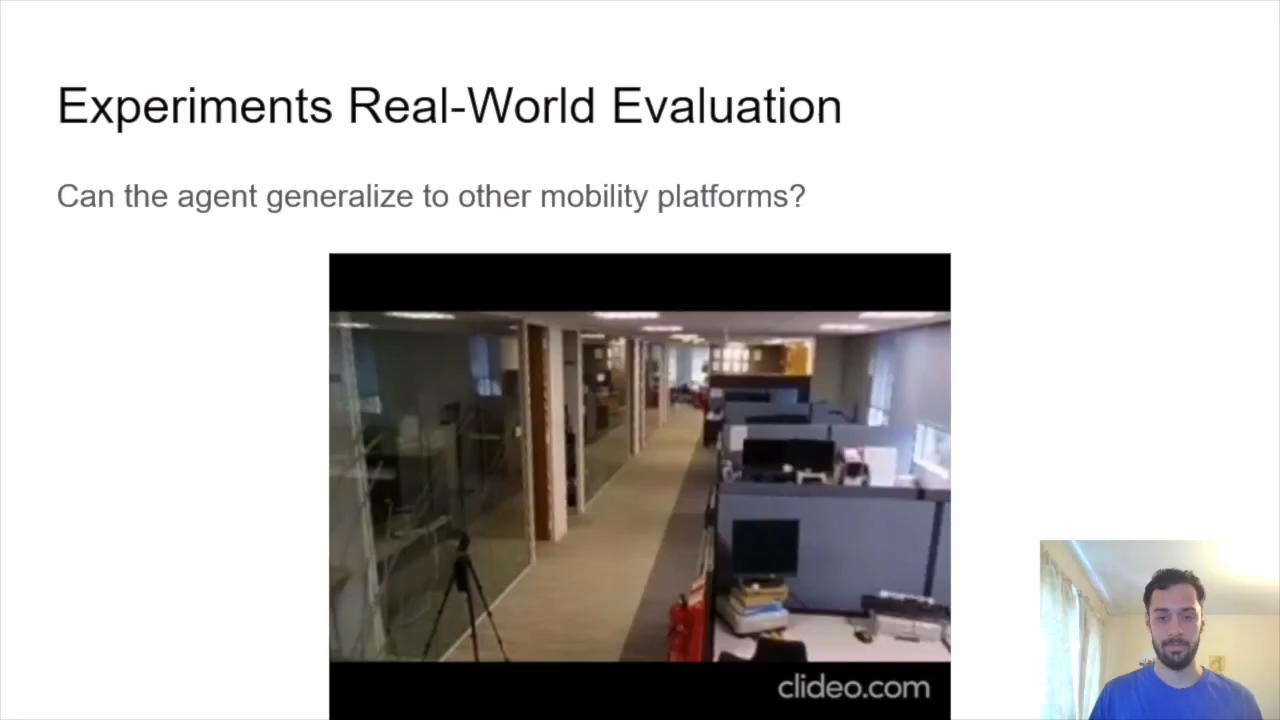 Experiments Real-World Evaluation
Can the agent generalize to other mobility platforms?
clideo.com